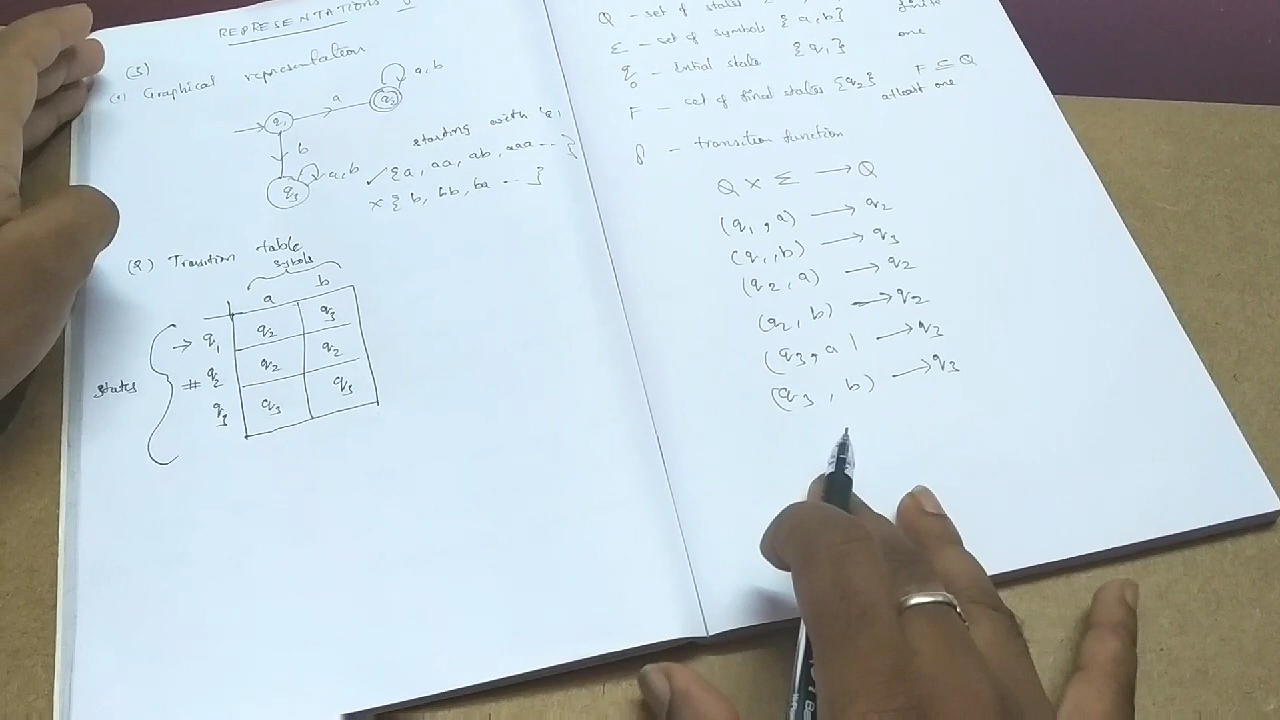 REPRESENTATIONS
(3)
(1) Graphical representation
a, b
q1 a q2
starting with 'a'
b
✓ {a, aa, ab, aaa ... }
q3 a, b
× { b, bb, ba ... }
(2) Transition table
symbols
a b
→ q1 q2 q3
states # q2 q2 q2
q3 q3 q3
Q - set of states
Σ - set of symbols {a, b} finite
q0 - Initial state {q1} one
F - set of final states {q2} atleast one F ⊆ Q
δ - transition function
Q × Σ → Q
(q1, a) → q2
(q1, b) → q3
(q2, a) → q2
(q2, b) → q2
(q3, a) → q3
(q3, b) → q3